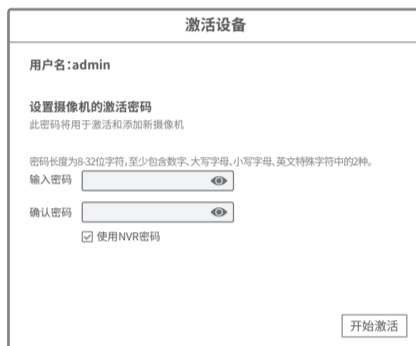 激活设备
用户名:admin
设置摄像机的激活密码
此密码将用于激活和添加新摄像机
密码长度为8-32位字符,至少包含数字、大写字母、小写字母、英文特殊字符中的2种。
输入密码
确认密码
使用NVR密码
开始激活